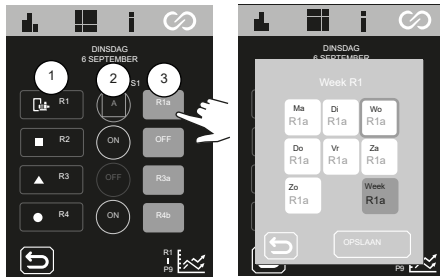 DINSDAG
6 SEPTEMBER
1 2 3
S1
R1 A R1a
R2 ON OFF
R3 OFF R3a
R4 ON R4b
R1
P9
DINSDAG
6 SEPTEMBER
Week R1
Ma Di Wo
R1a R1a R1a
Do Vr Za
R1a R1a R1a
Zo Week
R1a R1a
OPSLAAN
R1
P9